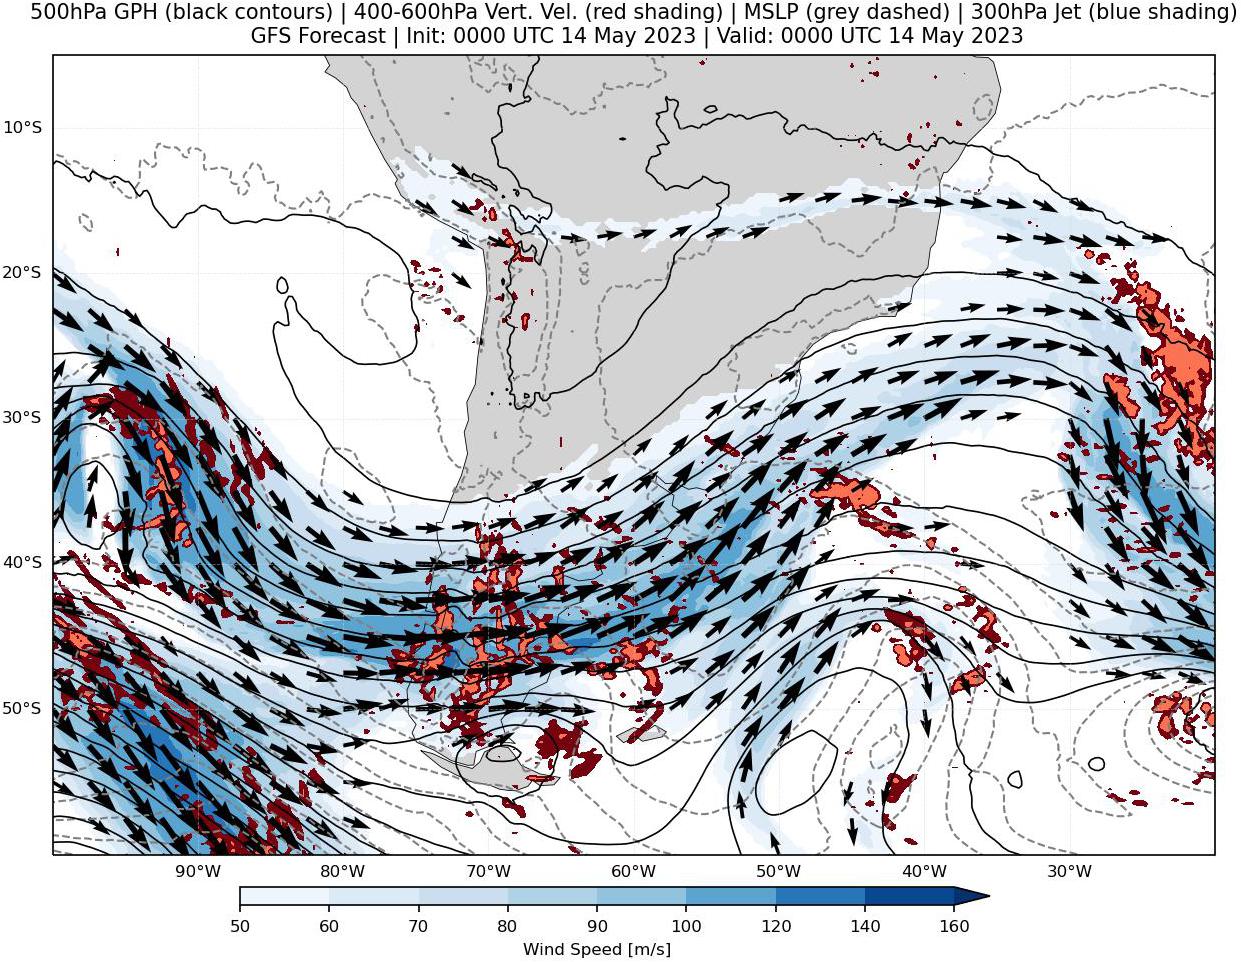 500hPa GPH (black contours) | 400-600hPa Vert. Vel. (red shading) | MSLP (grey dashed) | 300hPa Jet (blue shading)
GFS Forecast | Init: 0000 UTC 14 May 2023 | Valid: 0000 UTC 14 May 2023
10°S
20°S
30°S
40°S
50°S
90°W 80°W 70°W 60°W 50°W 40°W 30°W
50 60 70 80 90 100 120 140 160
Wind Speed [m/s]